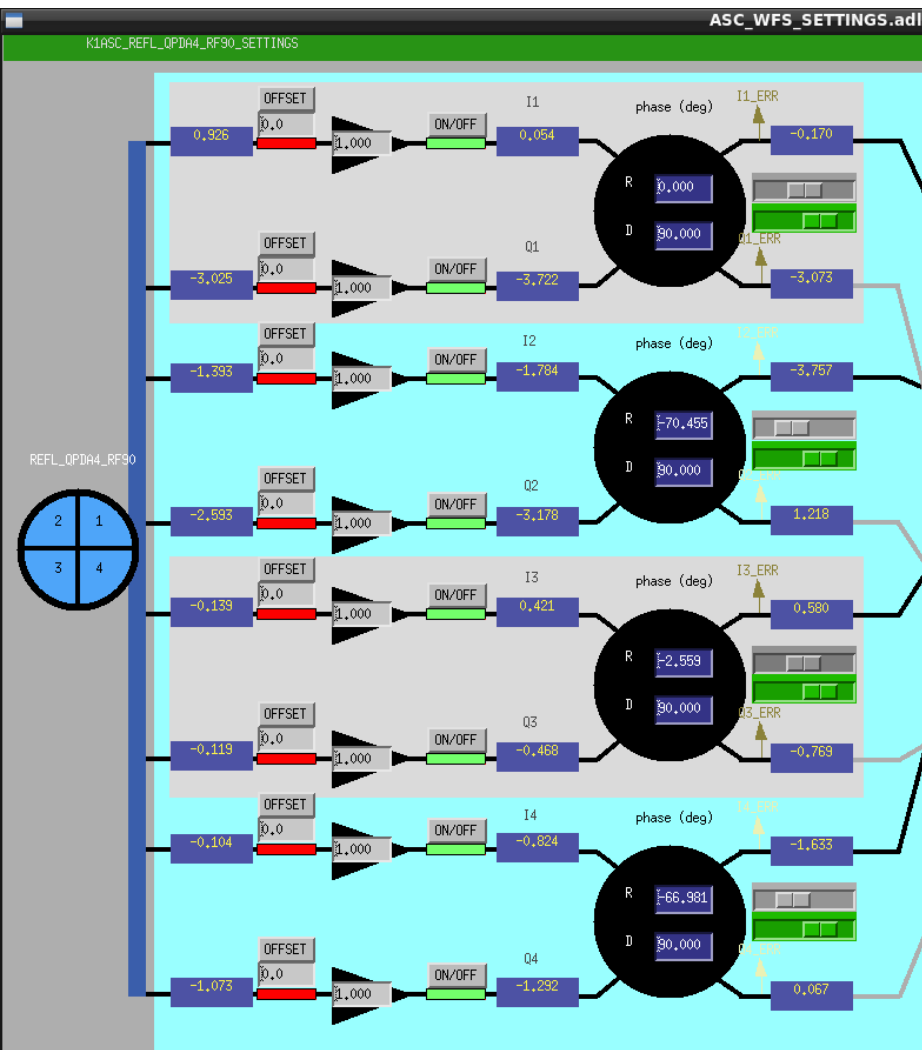 ASC_WFS_SETTINGS.adl
K1ASC_REFL_QPDA4_RF90_SETTINGS
OFFSET
I1
phase (deg)
I1_ERR
0.926
0.0
1.000
ON/OFF
0.054
-0.170
R 0.000
D 90.000
OFFSET
Q1
Q1_ERR
-3.025
0.0
1.000
ON/OFF
-3.722
-3.073
OFFSET
I2
phase (deg)
I2_ERR
-1.393
0.0
1.000
ON/OFF
-1.784
-3.757
R -70.455
D 90.000
REFL_QPDA4_RF90
2 1
3 4
OFFSET
Q2
-2.593
0.0
1.000
ON/OFF
-3.178
1.218
OFFSET
I3
phase (deg)
I3_ERR
-0.139
0.0
1.000
ON/OFF
0.421
0.580
R -2.559
D 90.000
OFFSET
Q3
Q3_ERR
-0.119
0.0
1.000
ON/OFF
-0.468
-0.769
OFFSET
I4
phase (deg)
I4_ERR
-0.104
0.0
1.000
ON/OFF
-0.824
-1.633
R -66.981
D 90.000
OFFSET
Q4
-1.073
0.0
1.000
ON/OFF
-1.292
0.067